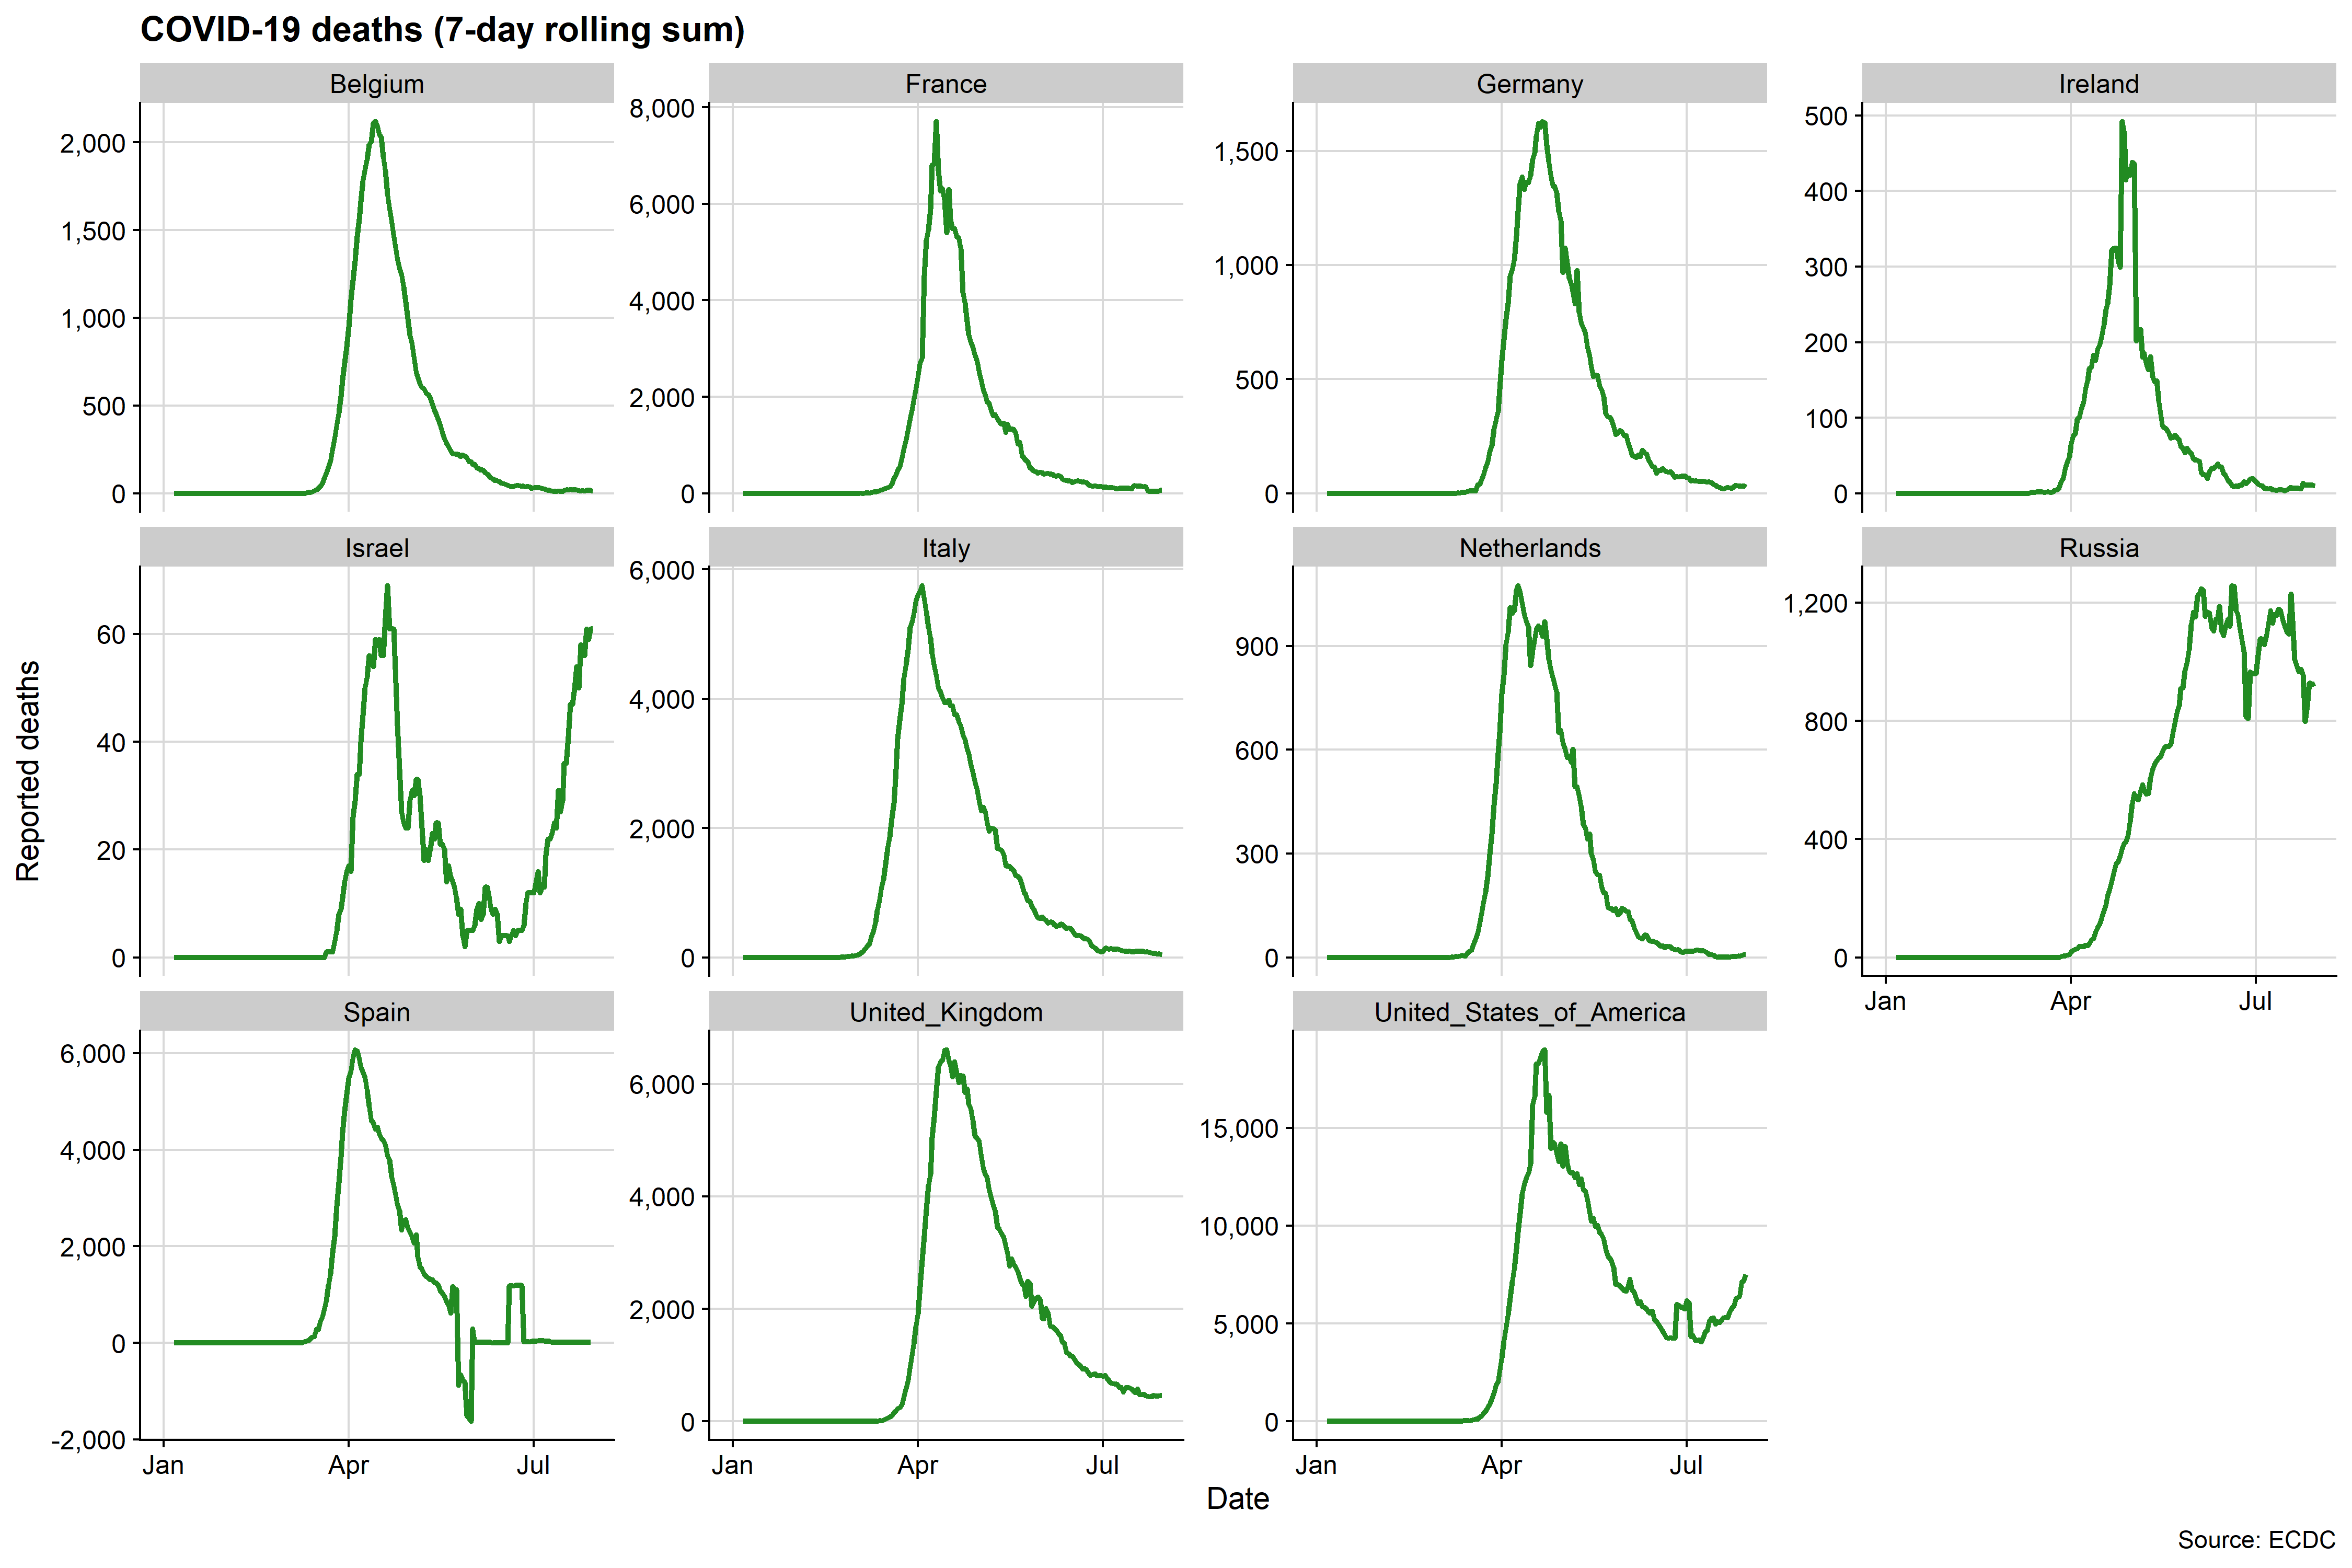 COVID-19 deaths (7-day rolling sum)
Belgium
France
Germany
Ireland
2,000
1,500
1,000
500
0
8,000
6,000
4,000
2,000
0
1,500
1,000
500
0
500
400
300
200
100
0
Israel
Italy
Netherlands
Russia
60
40
20
0
6,000
4,000
2,000
0
900
600
300
0
1,200
800
400
0
Jan Apr Jul
Spain
United_Kingdom
United_States_of_America
6,000
4,000
2,000
0
-2,000
6,000
4,000
2,000
0
15,000
10,000
5,000
0
Jan Apr Jul
Jan Apr Jul
Jan Apr Jul
Reported deaths
Date
Source: ECDC